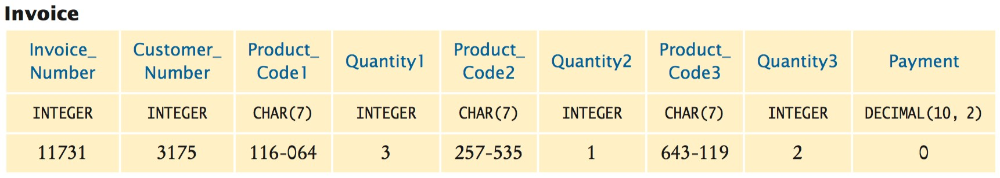 Invoice
Invoice_ Customer_ Product_ Quantity1 Product_ Quantity2 Product_ Quantity3 Payment
Number Number Code1 Code2 Code3
INTEGER INTEGER CHAR(7) INTEGER CHAR(7) INTEGER CHAR(7) INTEGER DECIMAL(10, 2)
11731 3175 116-064 3 257-535 1 643-119 2 0